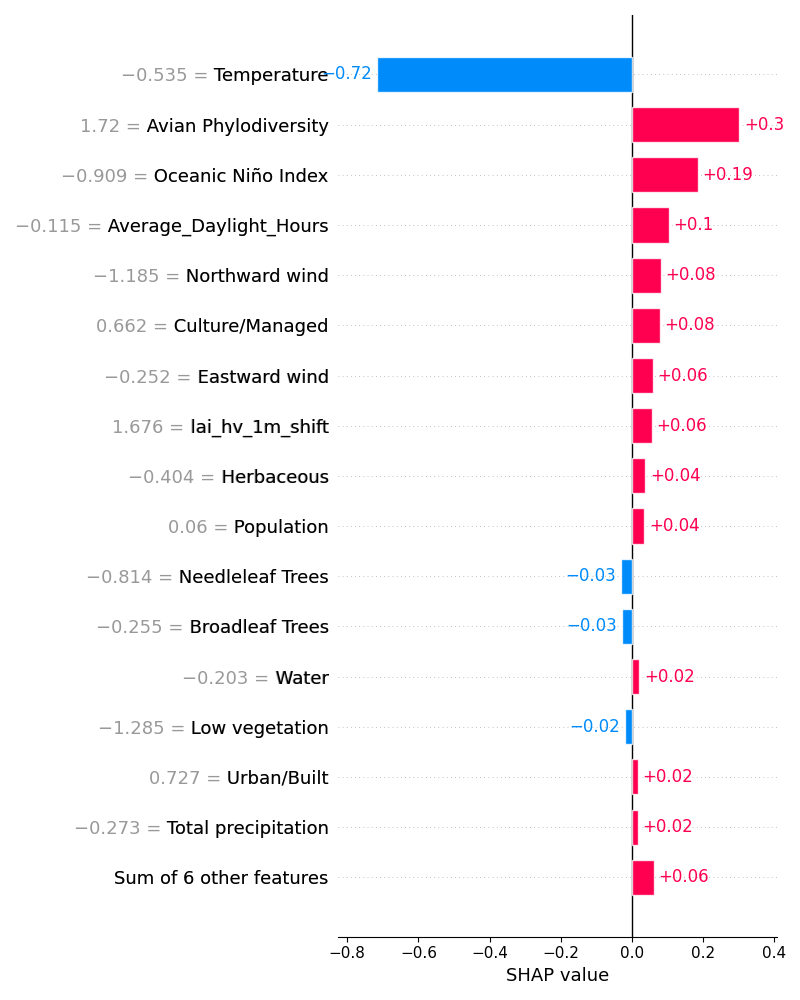 −0.535 = Temperature −0.72
1.72 = Avian Phylodiversity +0.3
−0.909 = Oceanic Niño Index +0.19
−0.115 = Average_Daylight_Hours +0.1
−1.185 = Northward wind +0.08
0.662 = Culture/Managed +0.08
−0.252 = Eastward wind +0.06
1.676 = lai_hv_1m_shift +0.06
−0.404 = Herbaceous +0.04
0.06 = Population +0.04
−0.814 = Needleleaf Trees −0.03
−0.255 = Broadleaf Trees −0.03
−0.203 = Water +0.02
−1.285 = Low vegetation −0.02
0.727 = Urban/Built +0.02
−0.273 = Total precipitation +0.02
Sum of 6 other features +0.06
−0.8 −0.6 −0.4 −0.2 0.0 0.2 0.4
SHAP value